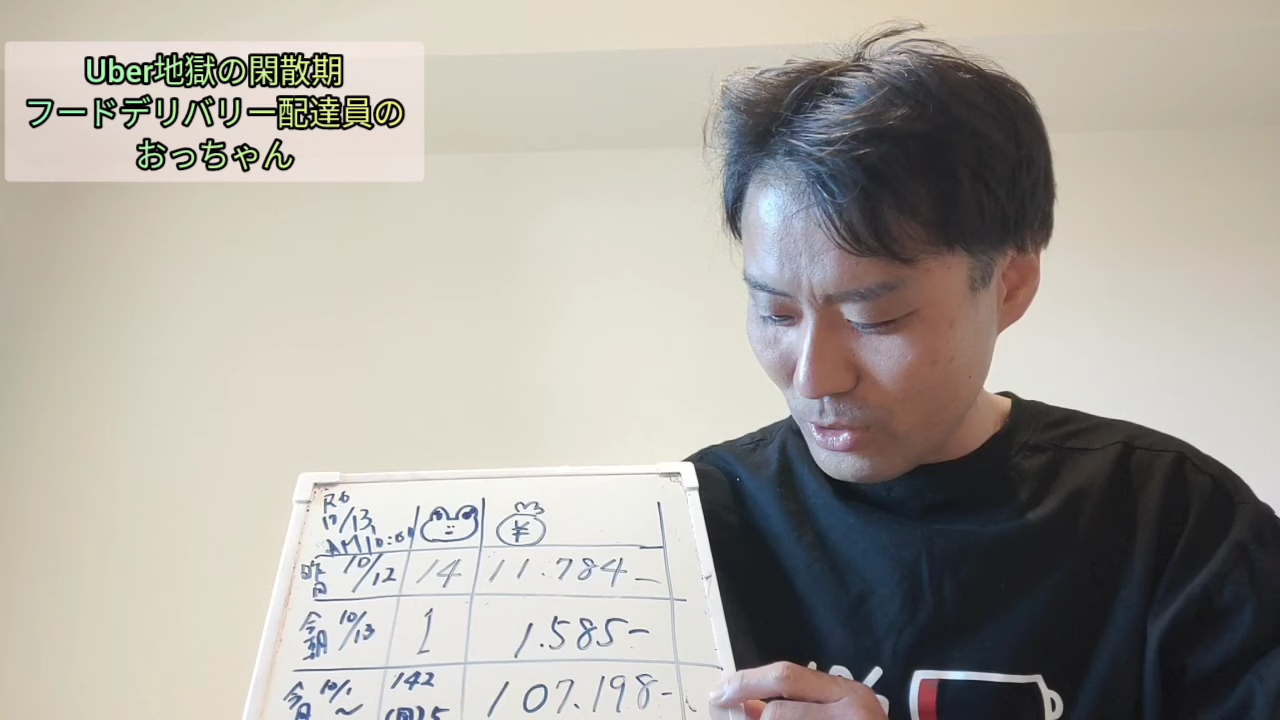 Uber地獄の閑散期
フードデリバリー配達員の
おっちゃん
R6
10/13
AM10:00
¥
昨日 10/12 14 11.784-
今朝 10/13 1 1.585-
今日 10/1～ 142 107.198-